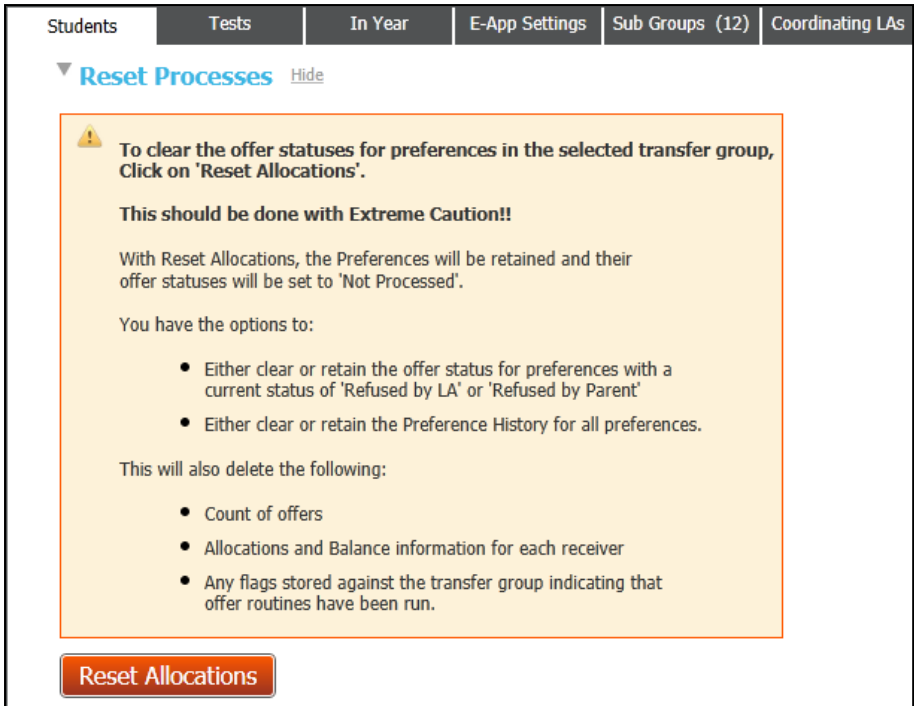 Students Tests In Year E-App Settings Sub Groups (12) Coordinating LAs
Reset Processes Hide
To clear the offer statuses for preferences in the selected transfer group,
Click on 'Reset Allocations'.
This should be done with Extreme Caution!!
With Reset Allocations, the Preferences will be retained and their
offer statuses will be set to 'Not Processed'.
You have the options to:
• Either clear or retain the offer status for preferences with a
current status of 'Refused by LA' or 'Refused by Parent'
• Either clear or retain the Preference History for all preferences.
This will also delete the following:
• Count of offers
• Allocations and Balance information for each receiver
• Any flags stored against the transfer group indicating that
offer routines have been run.
Reset Allocations